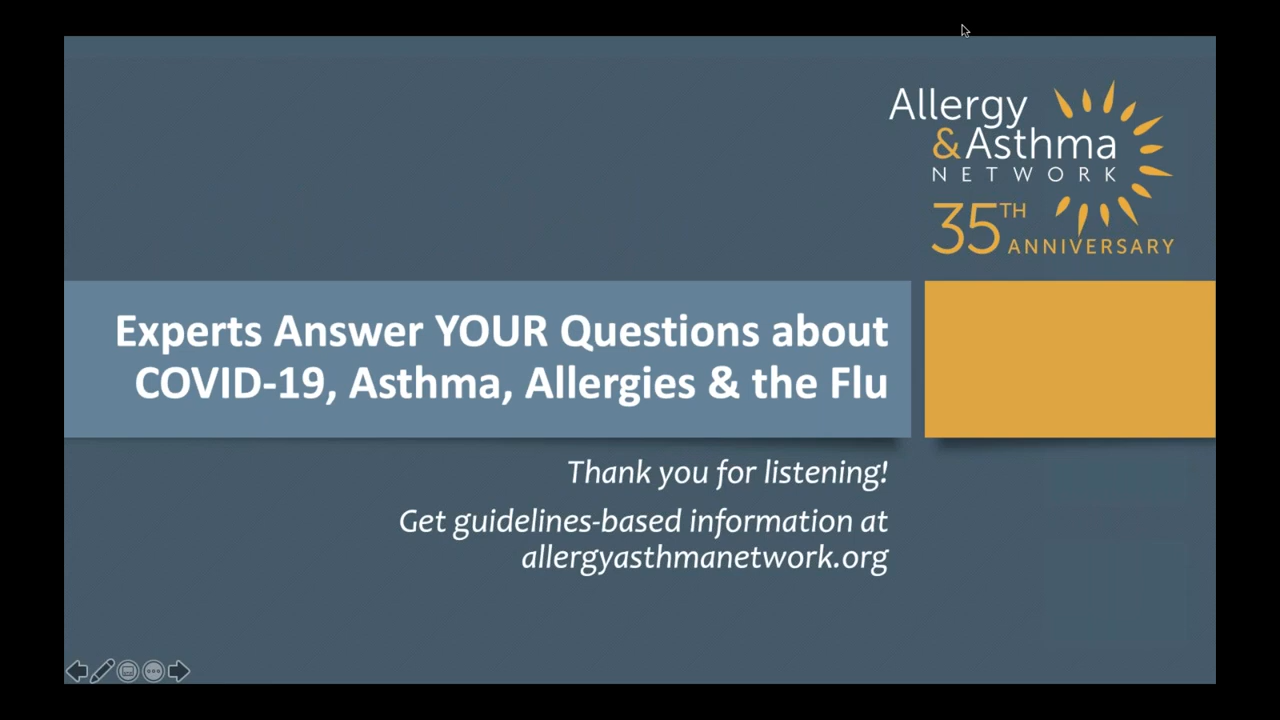 Allergy
&Asthma
NETWORK
35TH
ANNIVERSARY
Experts Answer YOUR Questions about
COVID-19, Asthma, Allergies & the Flu
Thank you for listening!
Get guidelines-based information at
allergyasthmanetwork.org